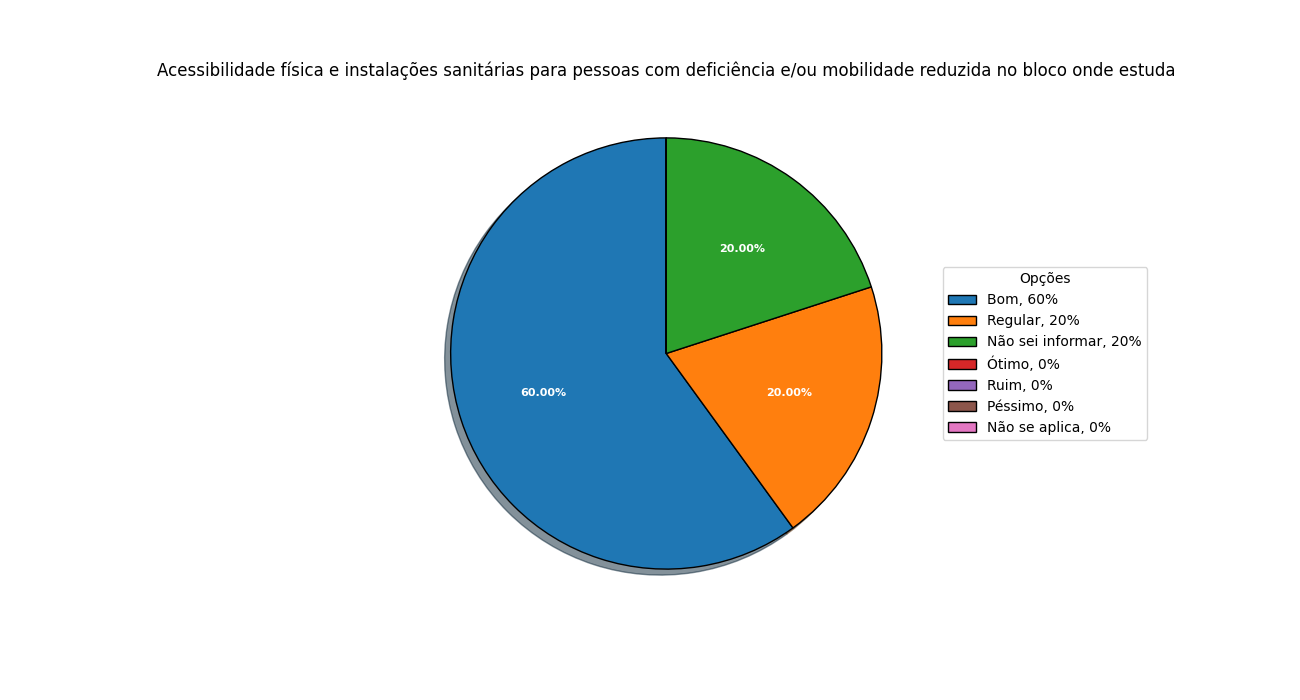 Acessibilidade física e instalações sanitárias para pessoas com deficiência e/ou mobilidade reduzida no bloco onde estuda
20.00%
60.00%
20.00%
Opções
Bom, 60%
Regular, 20%
Não sei informar, 20%
Ótimo, 0%
Ruim, 0%
Péssimo, 0%
Não se aplica, 0%